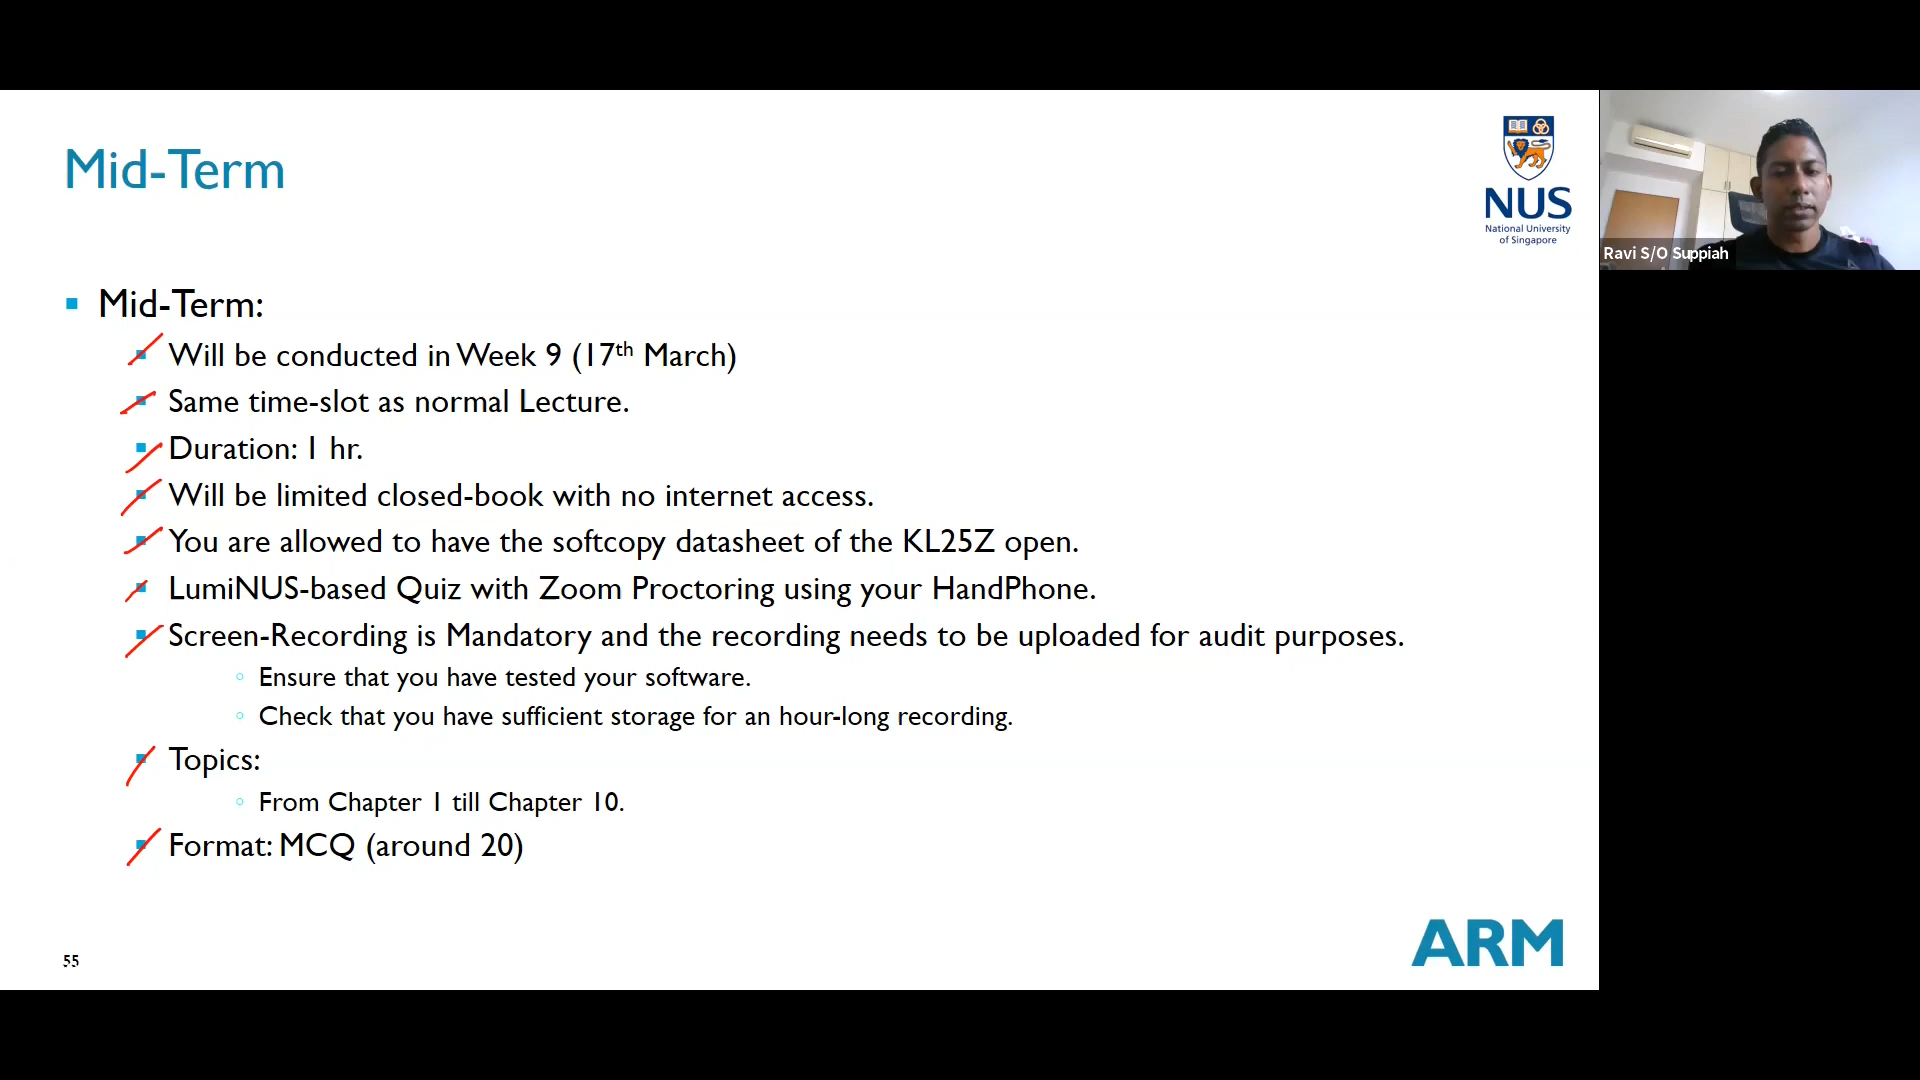 Mid-Term
NUS
National University
of Singapore
Ravi S/O Suppiah
Mid-Term:
Will be conducted in Week 9 (17th March)
Same time-slot as normal Lecture.
Duration: 1 hr.
Will be limited closed-book with no internet access.
You are allowed to have the softcopy datasheet of the KL25Z open.
LumiNUS-based Quiz with Zoom Proctoring using your HandPhone.
Screen-Recording is Mandatory and the recording needs to be uploaded for audit purposes.
Ensure that you have tested your software.
Check that you have sufficient storage for an hour-long recording.
Topics:
From Chapter 1 till Chapter 10.
Format: MCQ (around 20)
55
ARM